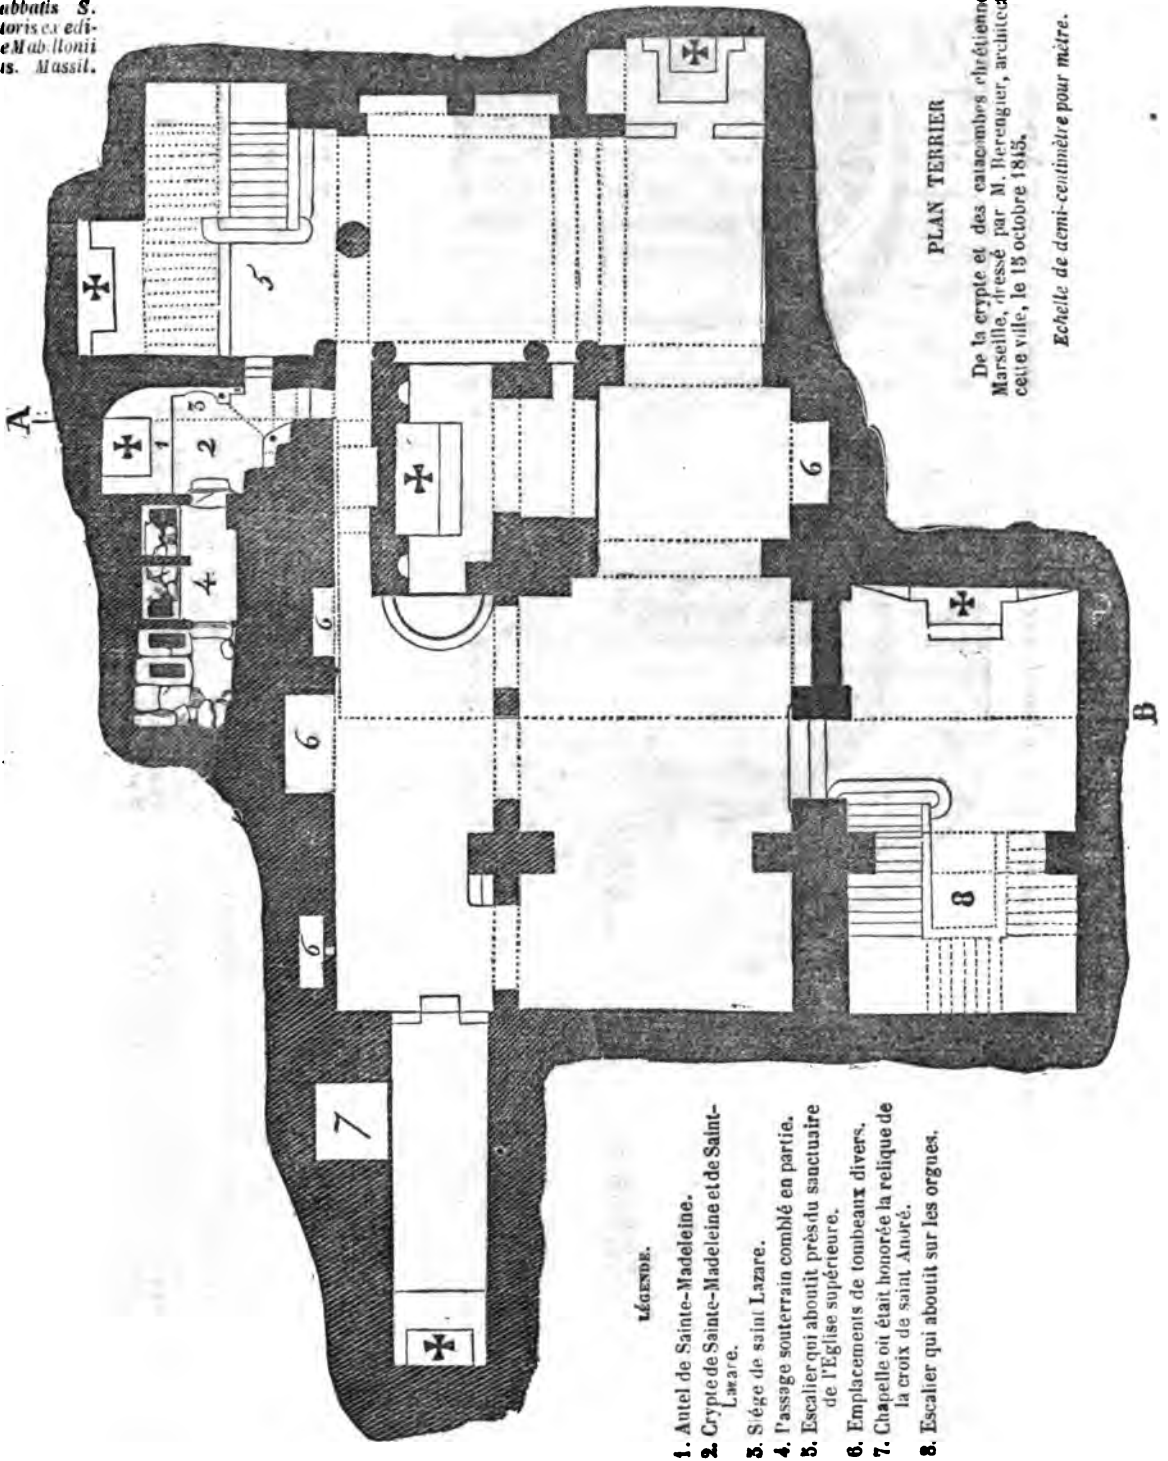 abbatis S.
toris ex edi-
e Mabillonii
us. Massil.
PLAN TERRIER
De la crypte et des catacombes chrétienn
Marseille, dressé par M. Berengier, architec
cette ville, le 15 octobre 1845.
Echelle de demi-centimètre pour mètre.
A
B
1
2
3
4
5
6
6
6
6
7
8
LÉGENDE.
1. Autel de Sainte-Madeleine.
2. Crypte de Sainte-Madeleine et de Saint-
Lazare.
3. Siége de saint Lazare.
4. Passage souterrain comblé en partie.
5. Escalier qui aboutit près du sanctuaire
de l'Eglise supérieure.
6. Emplacements de tombeaux divers.
7. Chapelle où était honorée la relique de
la croix de saint André.
8. Escalier qui aboutit sur les orgues.